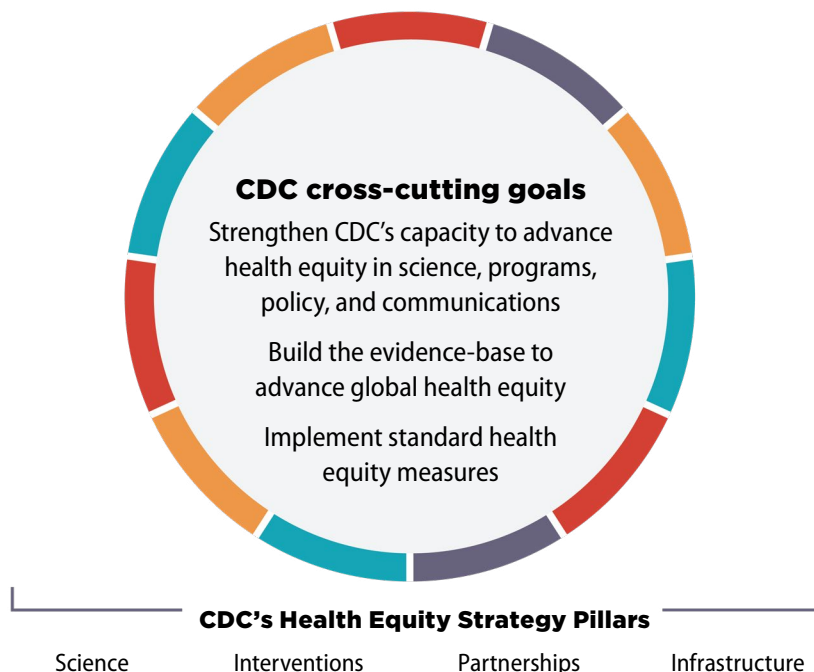 CDC cross-cutting goals
Strengthen CDC’s capacity to advance
health equity in science, programs,
policy, and communications
Build the evidence-base to
advance global health equity
Implement standard health
equity measures
CDC’s Health Equity Strategy Pillars
Science Interventions Partnerships Infrastructure